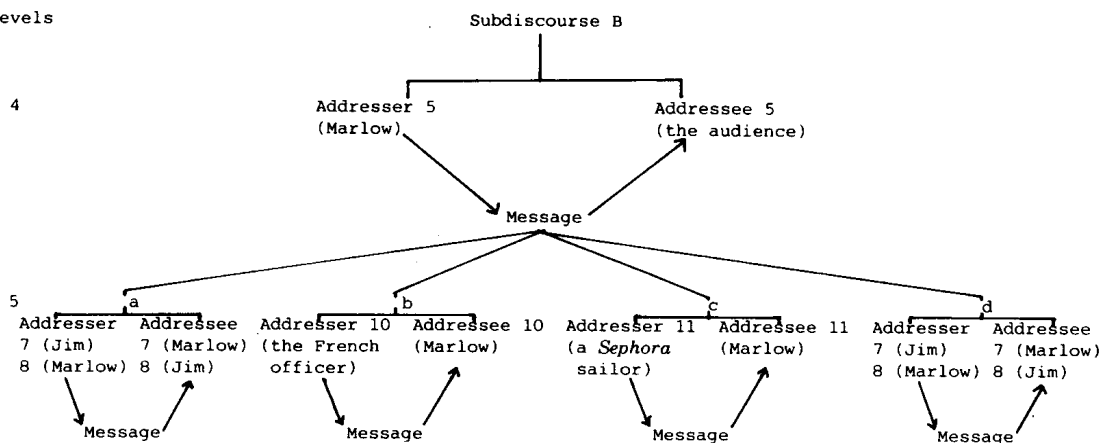 evels
Subdiscourse B
4
Addresser 5 Addressee 5
(Marlow) (the audience)
Message
5
a b c d
Addresser Addressee Addresser 10 Addressee 10 Addresser 11 Addressee 11 Addresser Addressee
7 (Jim) 7 (Marlow) (the French (Marlow) (a Sephora (Marlow) 7 (Jim) 7 (Marlow)
8 (Marlow) 8 (Jim) officer) sailor) 8 (Marlow) 8 (Jim)
Message Message Message Message